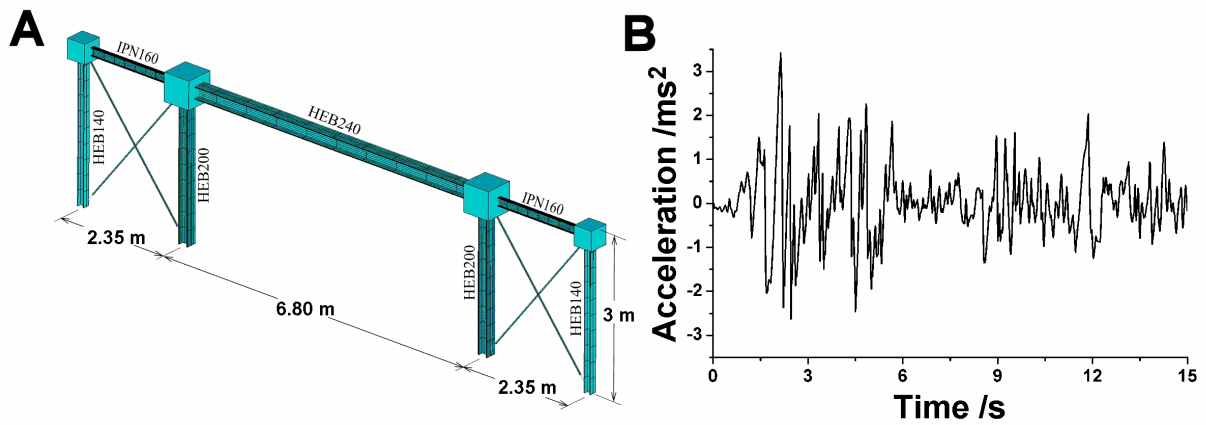 A
IPN160
HEB140
HEB200
HEB240
HEB200
IPN160
HEB140
2.35 m
6.80 m
2.35 m
3 m
B
Acceleration /ms²
3
2
1
0
-1
-2
-3
0
3
6
9
12
15
Time /s